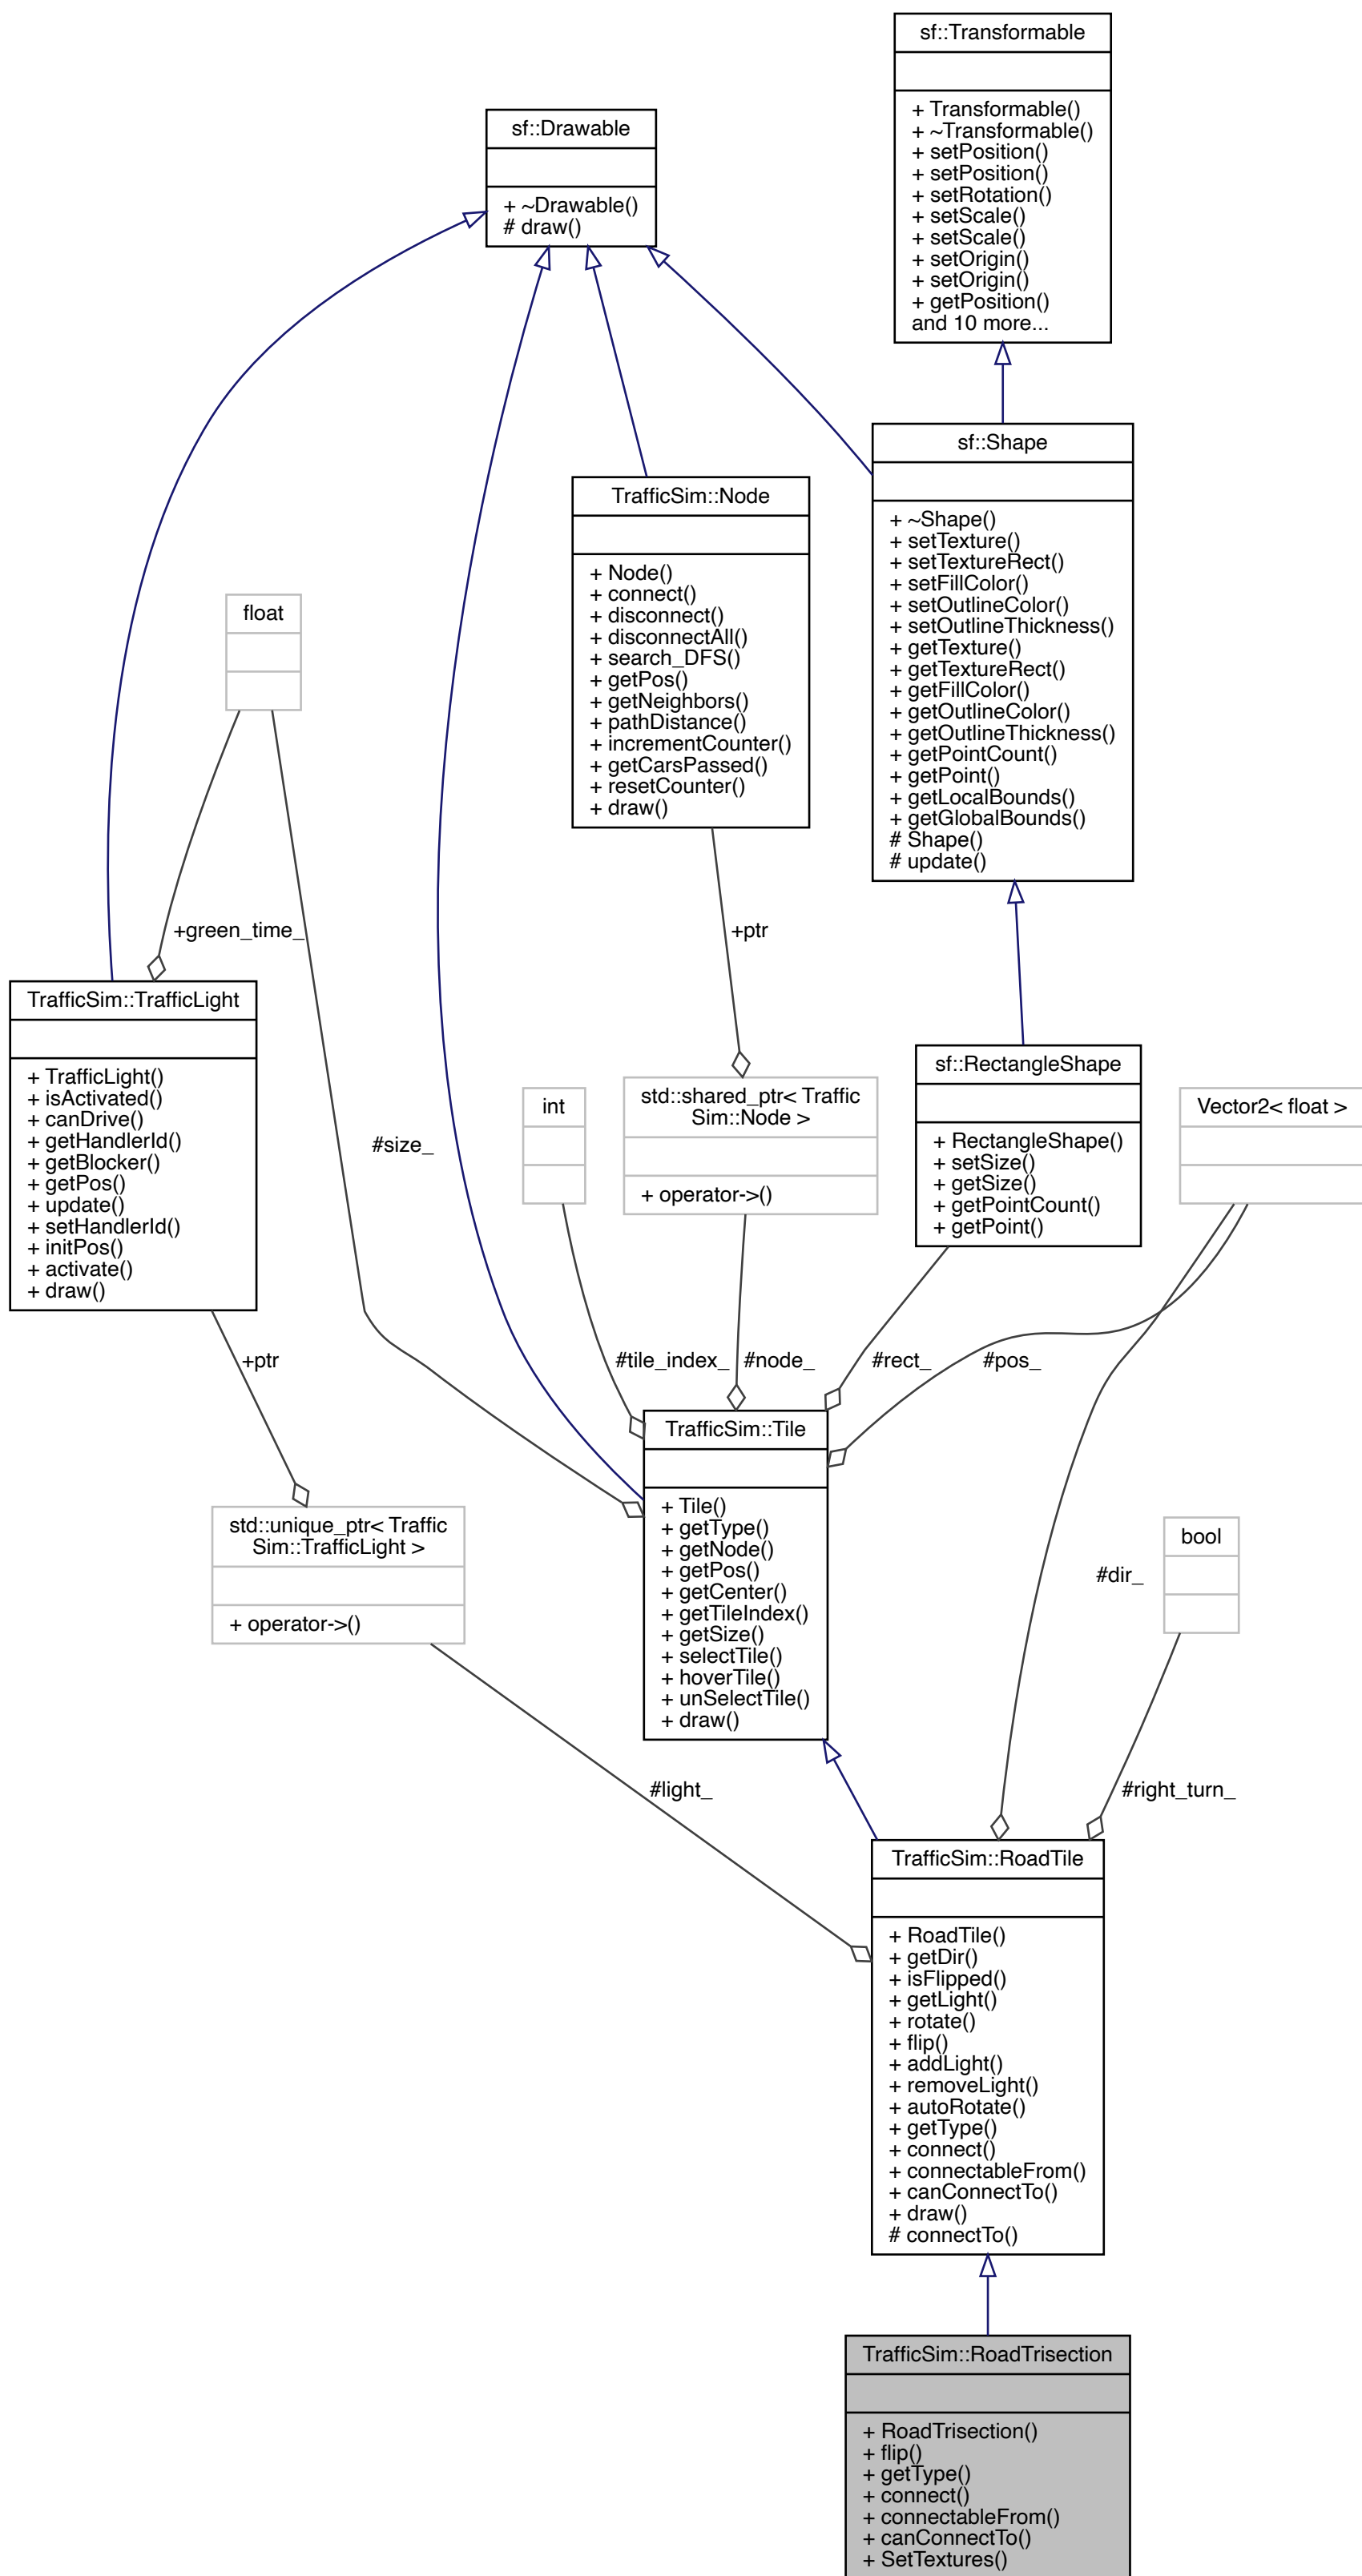 sf::Transformable
+ Transformable()
+ ~Transformable()
+ setPosition()
+ setPosition()
+ setRotation()
+ setScale()
+ setScale()
+ setOrigin()
+ setOrigin()
+ getPosition()
and 10 more...
sf::Drawable
+ ~Drawable()
# draw()
sf::Shape
+ ~Shape()
+ setTexture()
+ setTextureRect()
+ setFillColor()
+ setOutlineColor()
+ setOutlineThickness()
+ getTexture()
+ getTextureRect()
+ getFillColor()
+ getOutlineColor()
+ getOutlineThickness()
+ getPointCount()
+ getPoint()
+ getLocalBounds()
+ getGlobalBounds()
# Shape()
# update()
TrafficSim::Node
+ Node()
+ connect()
+ disconnect()
+ disconnectAll()
+ search_DFS()
+ getPos()
+ getNeighbors()
+ pathDistance()
+ incrementCounter()
+ getCarsPassed()
+ resetCounter()
+ draw()
float
+green_time_
+ptr
TrafficSim::TrafficLight
+ TrafficLight()
+ isActivated()
+ canDrive()
+ getHandlerId()
+ getBlocker()
+ getPos()
+ update()
+ setHandlerId()
+ initPos()
+ activate()
+ draw()
#size_
int
std::shared_ptr< Traffic
Sim::Node >
+ operator->()
sf::RectangleShape
+ RectangleShape()
+ setSize()
+ getSize()
+ getPointCount()
+ getPoint()
Vector2< float >
+ptr
#tile_index_
#node_
#rect_
#pos_
TrafficSim::Tile
+ Tile()
+ getType()
+ getNode()
+ getPos()
+ getCenter()
+ getTileIndex()
+ getSize()
+ selectTile()
+ hoverTile()
+ unSelectTile()
+ draw()
std::unique_ptr< Traffic
Sim::TrafficLight >
+ operator->()
bool
#dir_
#light_
#right_turn_
TrafficSim::RoadTile
+ RoadTile()
+ getDir()
+ isFlipped()
+ getLight()
+ rotate()
+ flip()
+ addLight()
+ removeLight()
+ autoRotate()
+ getType()
+ connect()
+ connectableFrom()
+ canConnectTo()
+ draw()
# connectTo()
TrafficSim::RoadTrisection
+ RoadTrisection()
+ flip()
+ getType()
+ connect()
+ connectableFrom()
+ canConnectTo()
+ SetTextures()